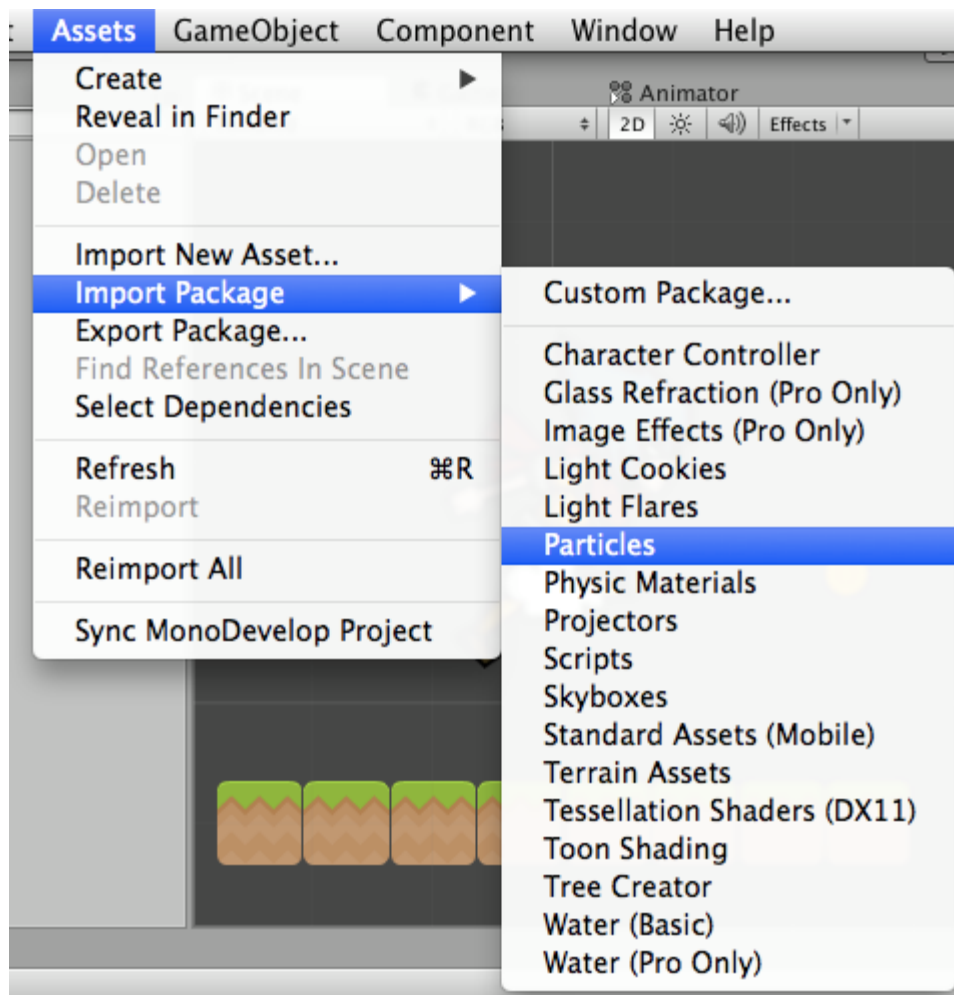 Assets GameObject Component Window Help
Create
Reveal in Finder
Open
Delete
Import New Asset...
Import Package
Export Package...
Find References In Scene
Select Dependencies
Refresh ⌘R
Reimport
Reimport All
Sync MonoDevelop Project
Animator
2D Effects
Custom Package...
Character Controller
Glass Refraction (Pro Only)
Image Effects (Pro Only)
Light Cookies
Light Flares
Particles
Physic Materials
Projectors
Scripts
Skyboxes
Standard Assets (Mobile)
Terrain Assets
Tessellation Shaders (DX11)
Toon Shading
Tree Creator
Water (Basic)
Water (Pro Only)